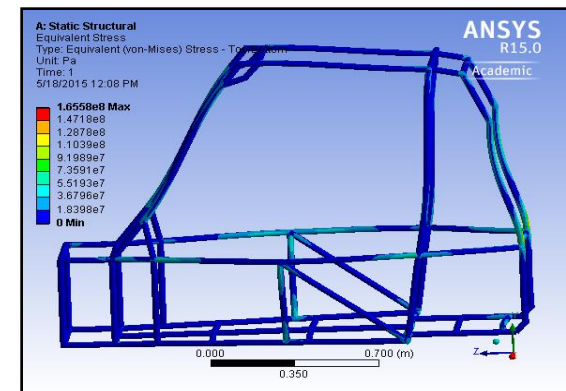 A: Static Structural
Equivalent Stress
Type: Equivalent (von-Mises) Stress -
Unit: Pa
Time: 1
5/18/2015 12:08 PM
1.6558e8 Max
1.4718e8
1.2878e8
1.1039e8
9.1989e7
7.3591e7
5.5193e7
3.6796e7
1.8398e7
0 Min
ANSYS
R15.0
Academic
0.000
0.700 (m)
0.350
Z